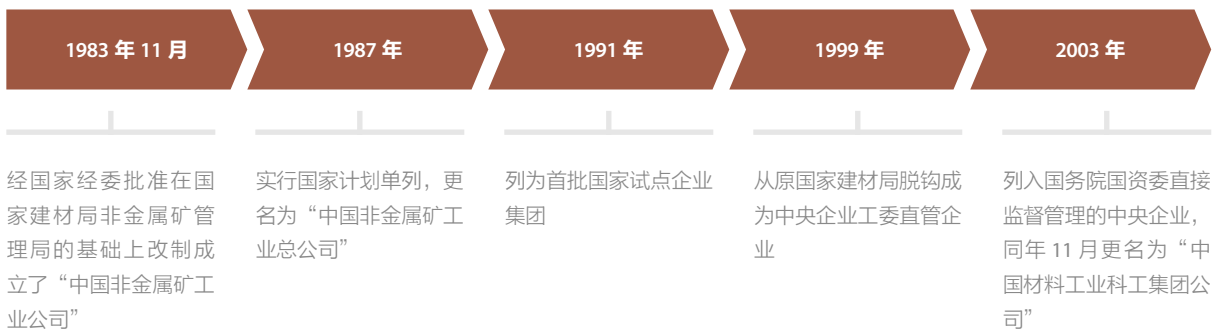 1983 年 11 月
1987 年
1991 年
1999 年
2003 年
经国家经委批准在国
家建材局非金属矿管
理局的基础上改制成
立了“中国非金属矿工
业公司”
实行国家计划单列，更
名为“中国非金属矿工
业总公司”
列为首批国家试点企业
集团
从原国家建材局脱钩成
为中央企业工委直管企
业
列入国务院国资委直接
监督管理的中央企业，
同年 11 月更名为“中
国材料工业科工集团公
司”